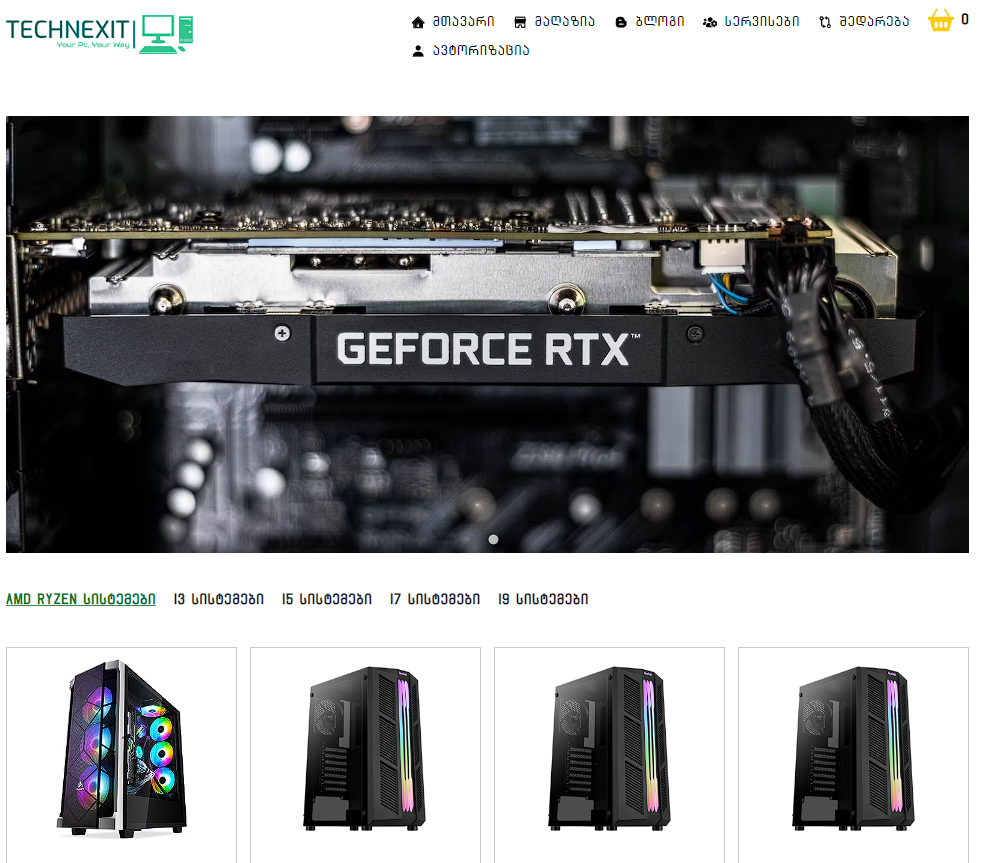 TECHNEXIT
Your Pc, Your Way
მთავარი მაღაზია ბლოგი სერვისები შედარება 0
ავტორიზაცია
GEFORCE RTX™
AMD RYZEN სისტემები I3 სისტემები I5 სისტემები I7 სისტემები I9 სისტემები